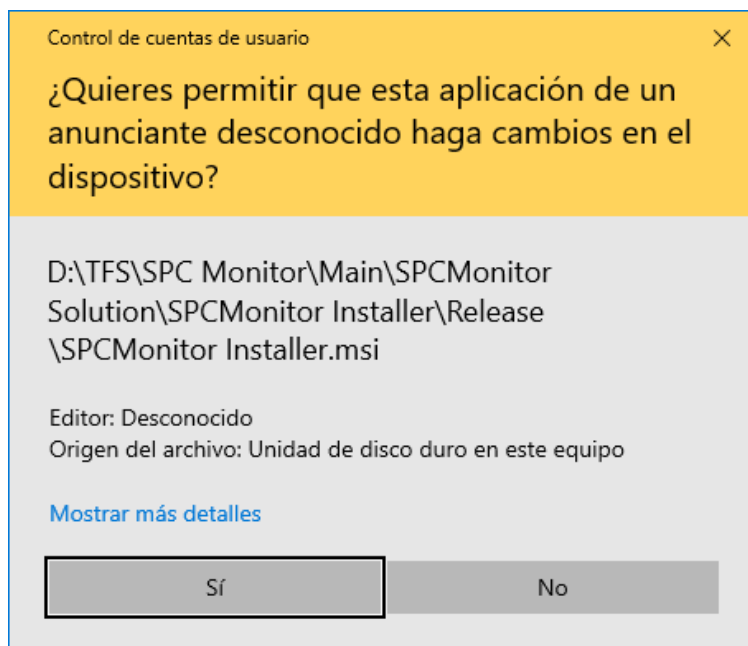 Control de cuentas de usuario
¿Quieres permitir que esta aplicación de un
anunciante desconocido haga cambios en el
dispositivo?
D:\TFS\SPC Monitor\Main\SPCMonitor
Solution\SPCMonitor Installer\Release
\SPCMonitor Installer.msi
Editor: Desconocido
Origen del archivo: Unidad de disco duro en este equipo
Mostrar más detalles
Sí
No